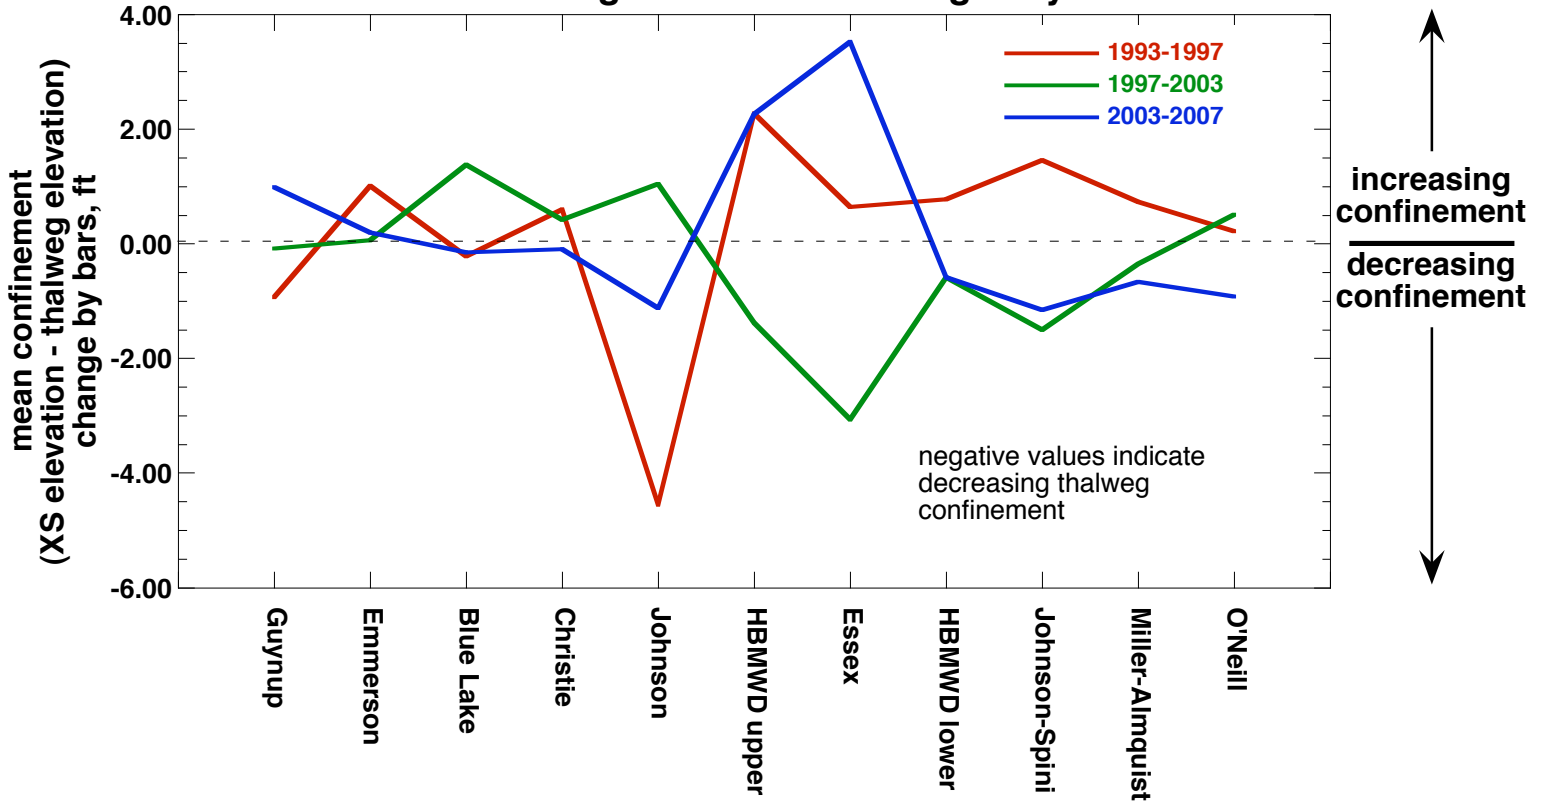 4.00
2.00
0.00
-2.00
-4.00
-6.00
mean confinement
(XS elevation - thalweg elevation)
change by bars, ft
1993-1997
1997-2003
2003-2007
negative values indicate
decreasing thalweg
confinement
increasing
confinement
decreasing
confinement
Guynup
Emmerson
Blue Lake
Christie
Johnson
HBMWD upper
Essex
HBMWD lower
Johnson-Spini
Miller-Almquist
O'Neill